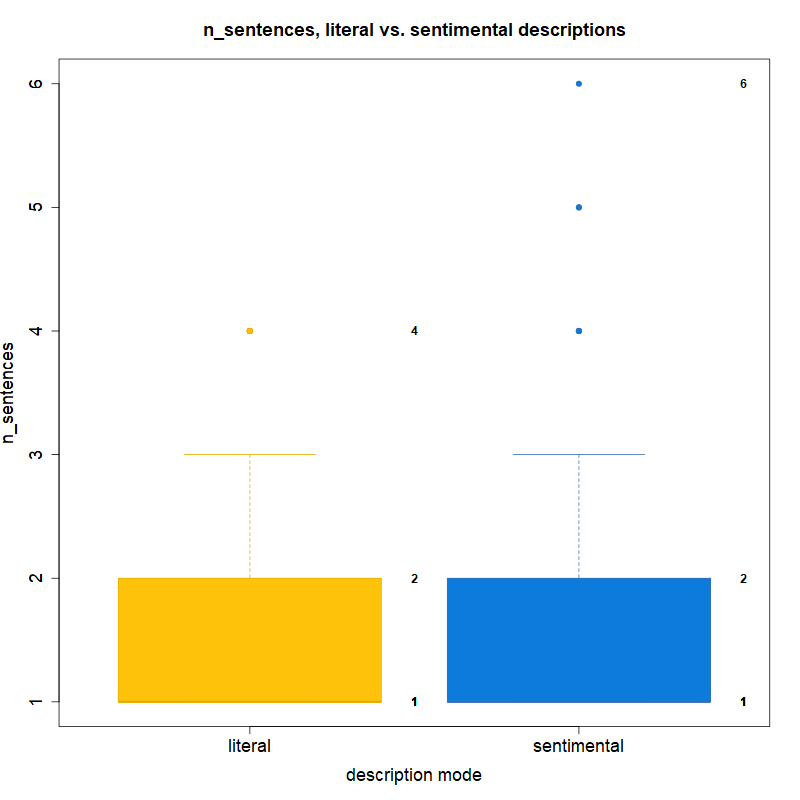 n_sentences, literal vs. sentimental descriptions
6
5
4
3
2
1
n_sentences
4
2
1
6
2
1
literal
sentimental
description mode